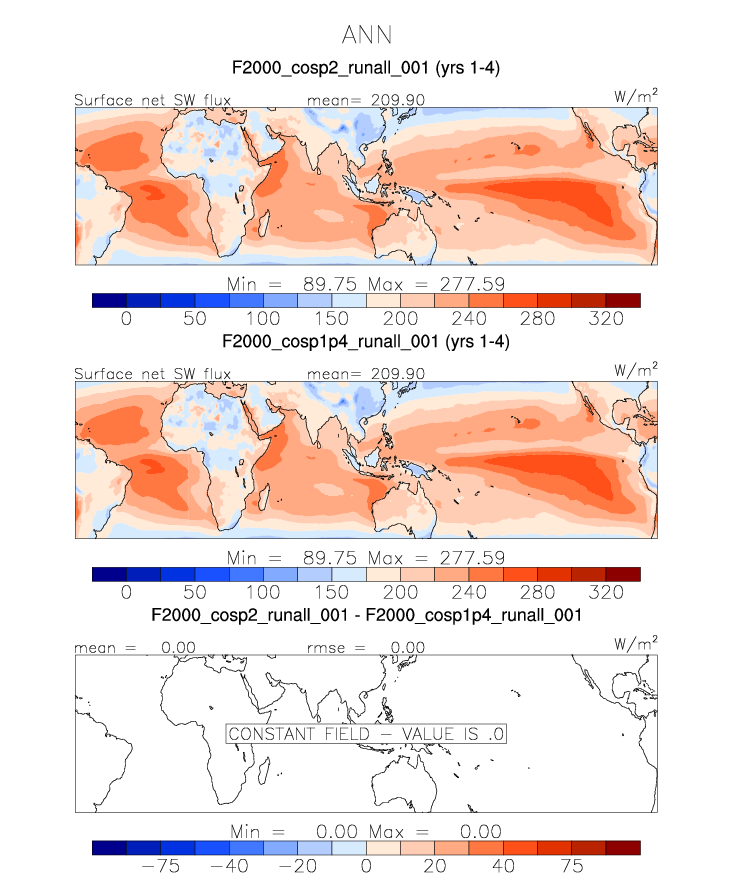 ANN
F2000_cosp2_runall_001 (yrs 1-4)
Surface net SW flux mean= 209.90 W/m²
Min = 89.75 Max = 277.59
0 50 100 150 200 240 280 320
F2000_cosp1p4_runall_001 (yrs 1-4)
Surface net SW flux mean= 209.90 W/m²
Min = 89.75 Max = 277.59
0 50 100 150 200 240 280 320
F2000_cosp2_runall_001 - F2000_cosp1p4_runall_001
mean = 0.00 rmse = 0.00 W/m²
CONSTANT FIELD - VALUE IS .0
Min = 0.00 Max = 0.00
-75 -40 -20 0 20 40 75